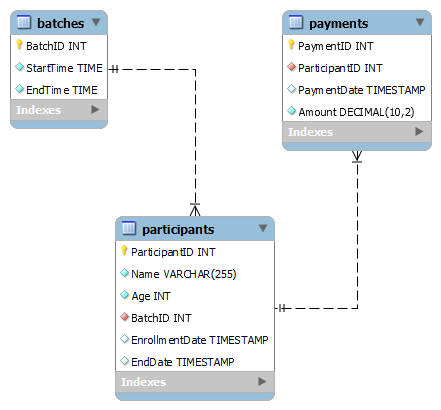 batches
BatchID INT
StartTime TIME
EndTime TIME
Indexes
payments
PaymentID INT
ParticipantID INT
PaymentDate TIMESTAMP
Amount DECIMAL(10,2)
Indexes
participants
ParticipantID INT
Name VARCHAR(255)
Age INT
BatchID INT
EnrollmentDate TIMESTAMP
EndDate TIMESTAMP
Indexes